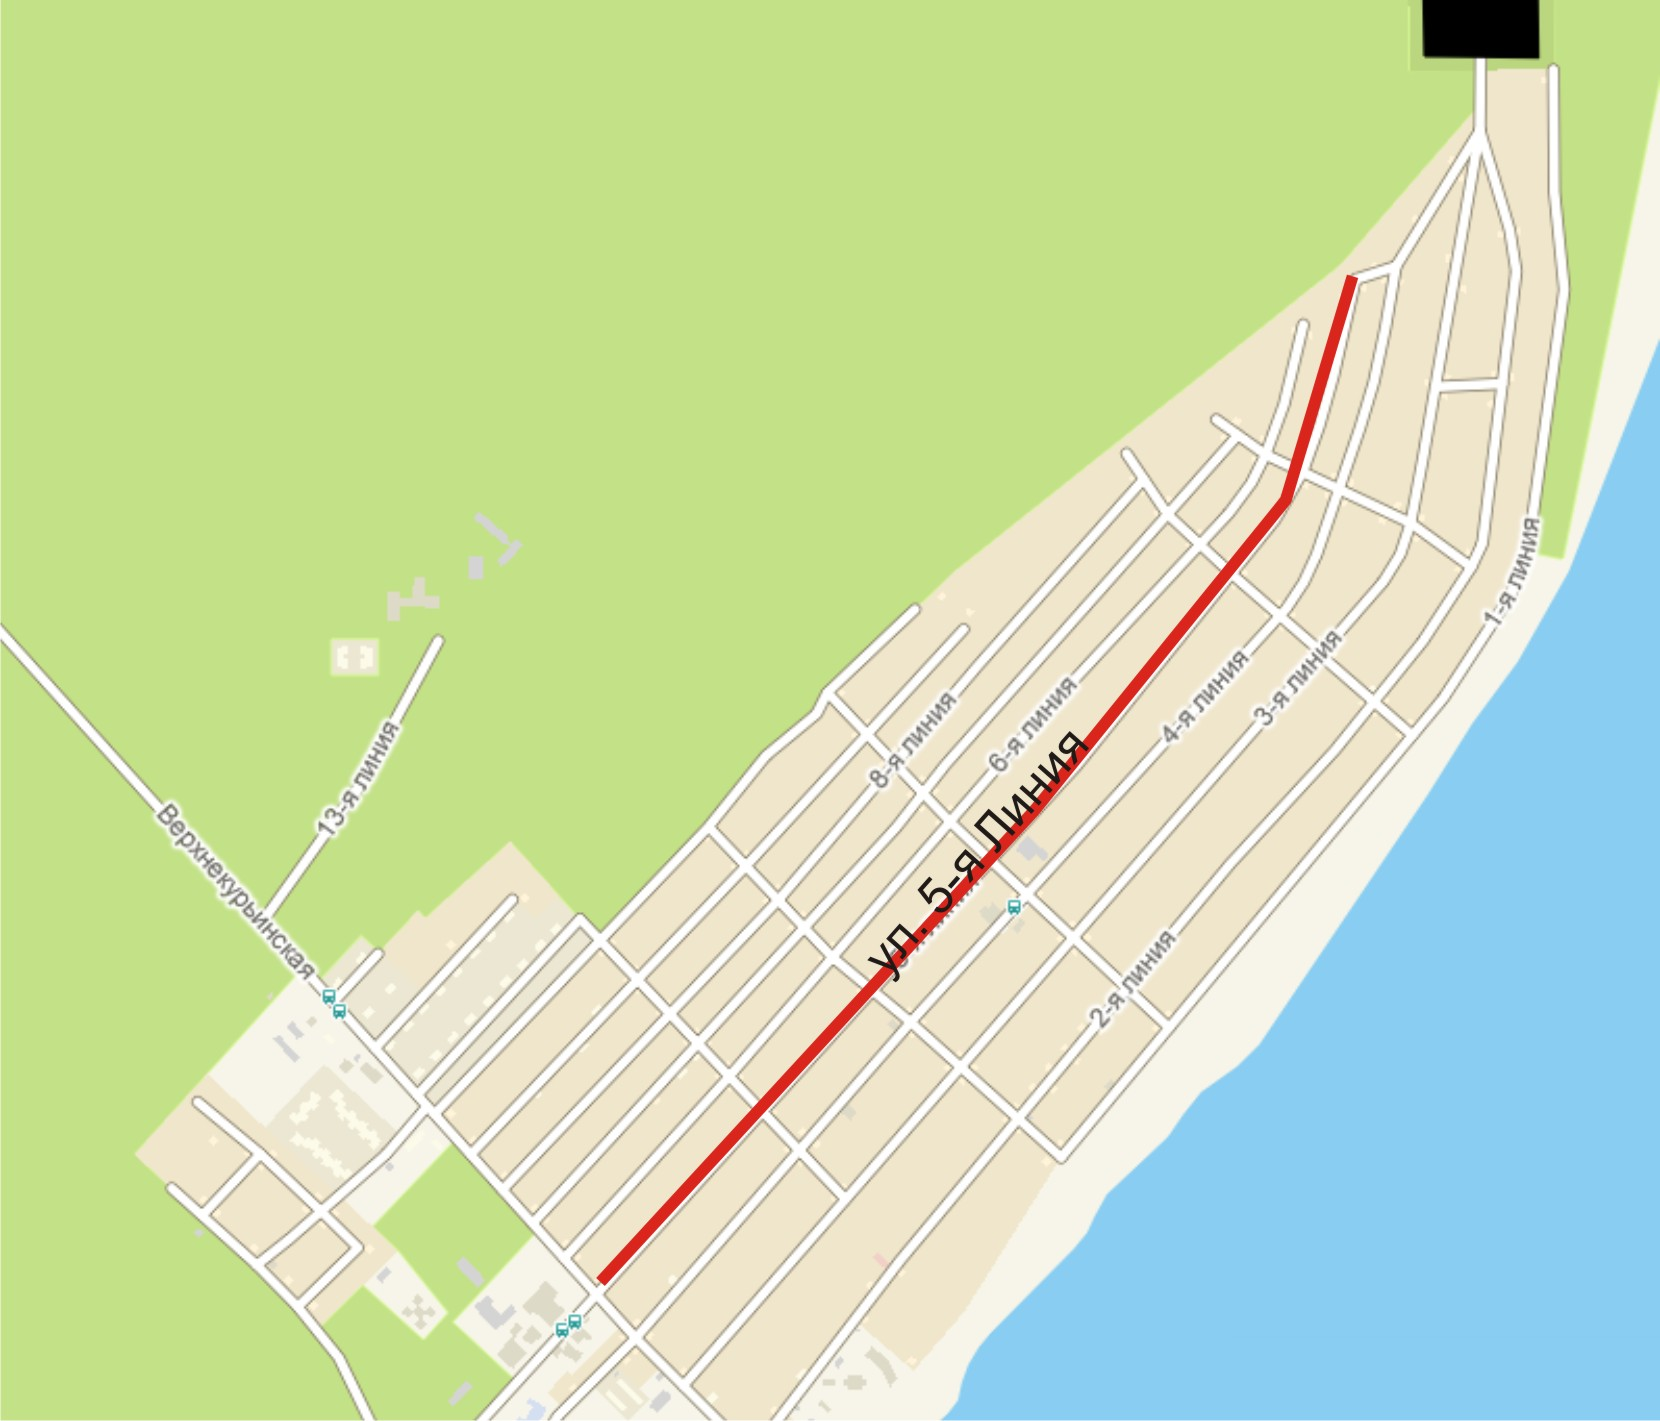 1-я линия
3-я линия
4-я линия
6-я линия
8-я линия
13-я линия
ул. 5-я Линия
Верхнекурьинская
2-я линия